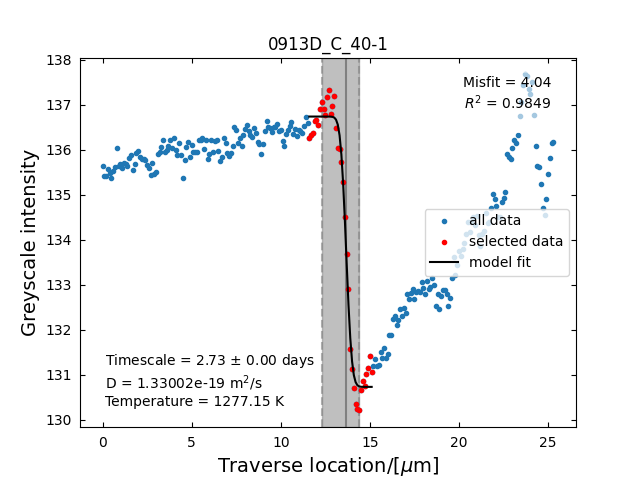 0913D_C_40-1
Misfit = 4.04
R² = 0.9849
138
137
136
135
134
133
132
131
130
Greyscale intensity
all data
selected data
model fit
Timescale = 2.73 ± 0.00 days
D = 1.33002e-19 m²/s
Temperature = 1277.15 K
0
5
10
15
20
25
Traverse location/[μm]